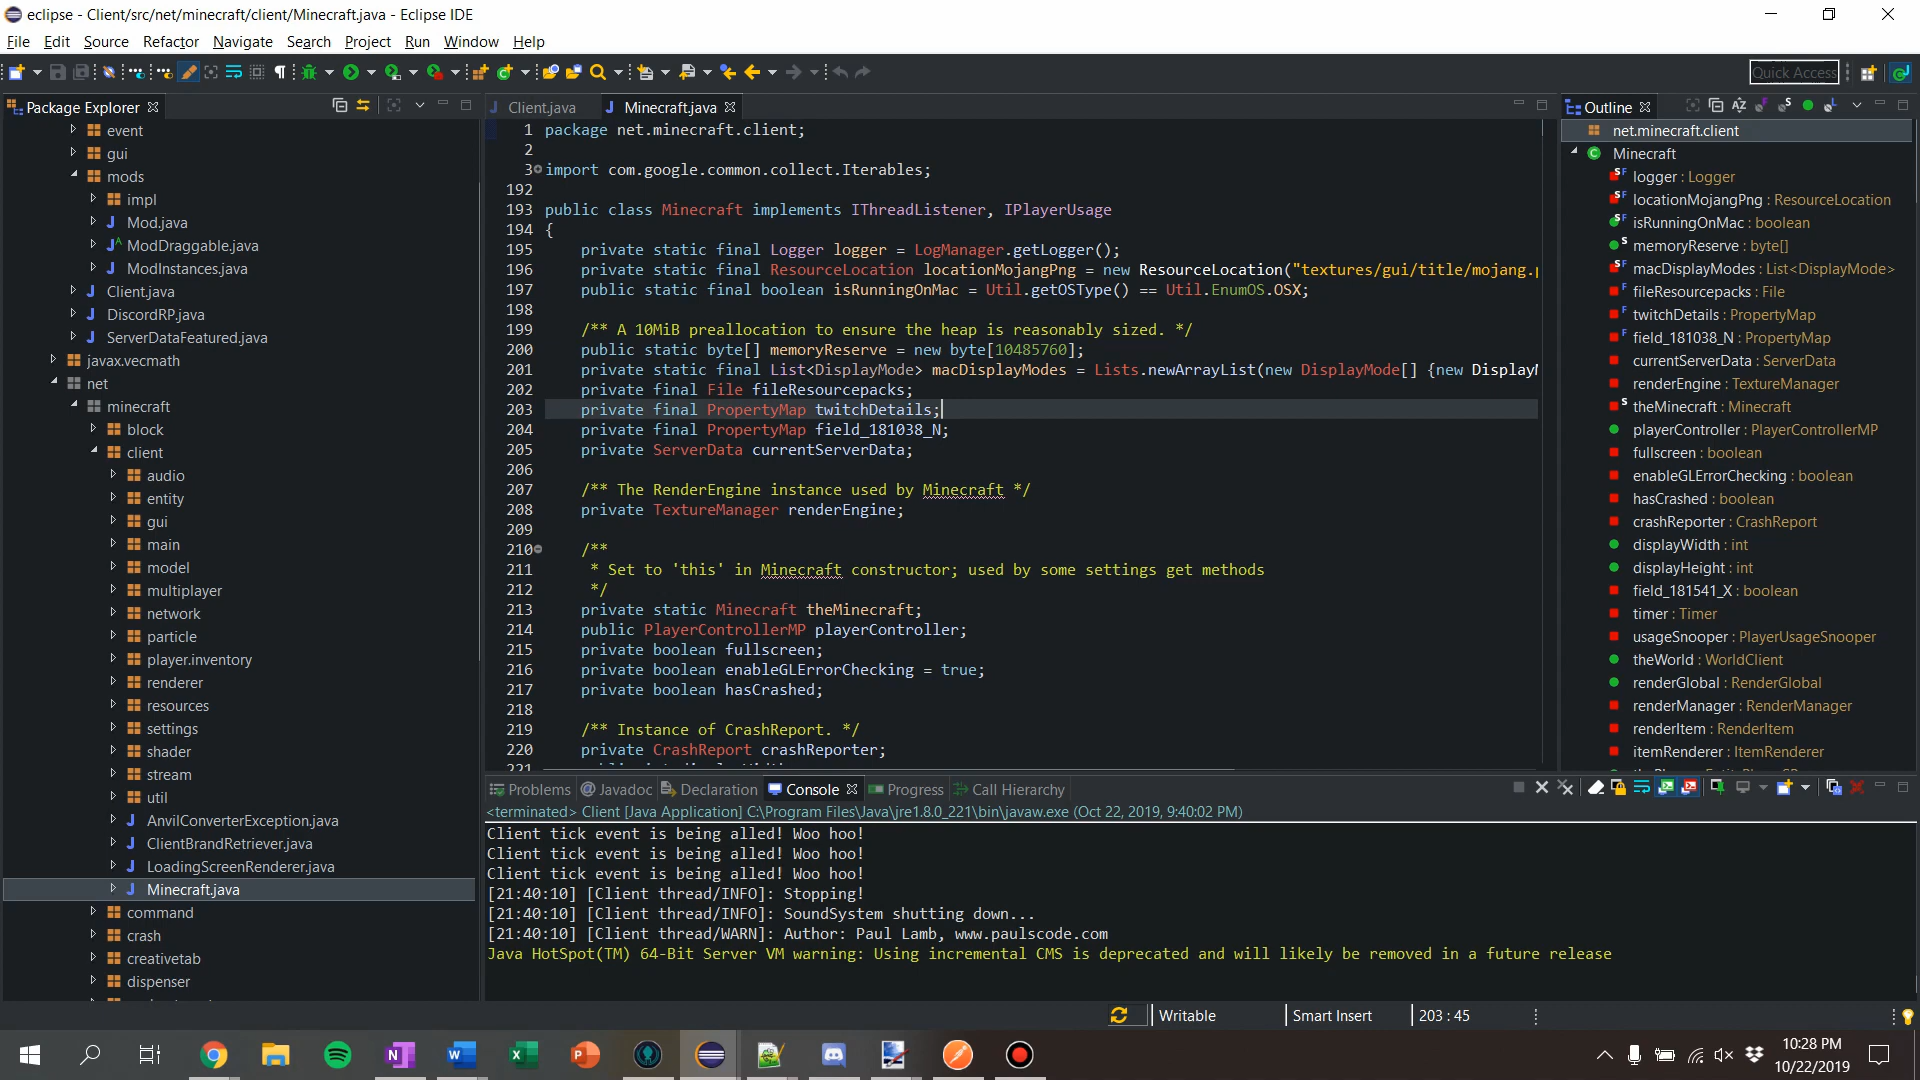 eclipse - Client/src/net/minecraft/client/Minecraft.java - Eclipse IDE
File Edit Source Refactor Navigate Search Project Run Window Help
Quick Access
Package Explorer
event
gui
mods
impl
Mod.java
ModDraggable.java
ModInstances.java
Client.java
DiscordRP.java
ServerDataFeatured.java
javax.vecmath
net
minecraft
block
client
audio
entity
gui
main
model
multiplayer
network
particle
player.inventory
renderer
resources
settings
shader
stream
util
AnvilConverterException.java
ClientBrandRetriever.java
LoadingScreenRenderer.java
Minecraft.java
command
crash
creativetab
dispenser
Client.java Minecraft.java
1 package net.minecraft.client;
2
3 import com.google.common.collect.Iterables;
192
193 public class Minecraft implements IThreadListener, IPlayerUsage
194 {
195 private static final Logger logger = LogManager.getLogger();
196 private static final ResourceLocation locationMojangPng = new ResourceLocation("textures/gui/title/mojang.p
197 public static final boolean isRunningOnMac = Util.getOSType() == Util.EnumOS.OSX;
198
199 /** A 10MiB preallocation to ensure the heap is reasonably sized. */
200 public static byte[] memoryReserve = new byte[10485760];
201 private static final List<DisplayMode> macDisplayModes = Lists.newArrayList(new DisplayMode[] {new DisplayM
202 private final File fileResourcepacks;
203 private final PropertyMap twitchDetails;
204 private final PropertyMap field_181038_N;
205 private ServerData currentServerData;
206
207 /** The RenderEngine instance used by Minecraft */
208 private TextureManager renderEngine;
209
210 /**
211 * Set to 'this' in Minecraft constructor; used by some settings get methods
212 */
213 private static Minecraft theMinecraft;
214 public PlayerControllerMP playerController;
215 private boolean fullscreen;
216 private boolean enableGLErrorChecking = true;
217 private boolean hasCrashed;
218
219 /** Instance of CrashReport. */
220 private CrashReport crashReporter;
221
Outline
net.minecraft.client
Minecraft
logger : Logger
locationMojangPng : ResourceLocation
isRunningOnMac : boolean
memoryReserve : byte[]
macDisplayModes : List<DisplayMode>
fileResourcepacks : File
twitchDetails : PropertyMap
field_181038_N : PropertyMap
currentServerData : ServerData
renderEngine : TextureManager
theMinecraft : Minecraft
playerController : PlayerControllerMP
fullscreen : boolean
enableGLErrorChecking : boolean
hasCrashed : boolean
crashReporter : CrashReport
displayWidth : int
displayHeight : int
field_181541_X : boolean
timer : Timer
usageSnooper : PlayerUsageSnooper
theWorld : WorldClient
renderGlobal : RenderGlobal
renderManager : RenderManager
renderItem : RenderItem
itemRenderer : ItemRenderer
Problems Javadoc Declaration Console Progress Call Hierarchy
<terminated> Client [Java Application] C:\Program Files\Java\jre1.8.0_221\bin\javaw.exe (Oct 22, 2019, 9:40:02 PM)
Client tick event is being alled! Woo hoo!
Client tick event is being alled! Woo hoo!
Client tick event is being alled! Woo hoo!
[21:40:10] [Client thread/INFO]: Stopping!
[21:40:10] [Client thread/INFO]: SoundSystem shutting down...
[21:40:10] [Client thread/WARN]: Author: Paul Lamb, www.paulscode.com
Java HotSpot(TM) 64-Bit Server VM warning: Using incremental CMS is deprecated and will likely be removed in a future release
Writable Smart Insert 203 : 45
10:28 PM
10/22/2019